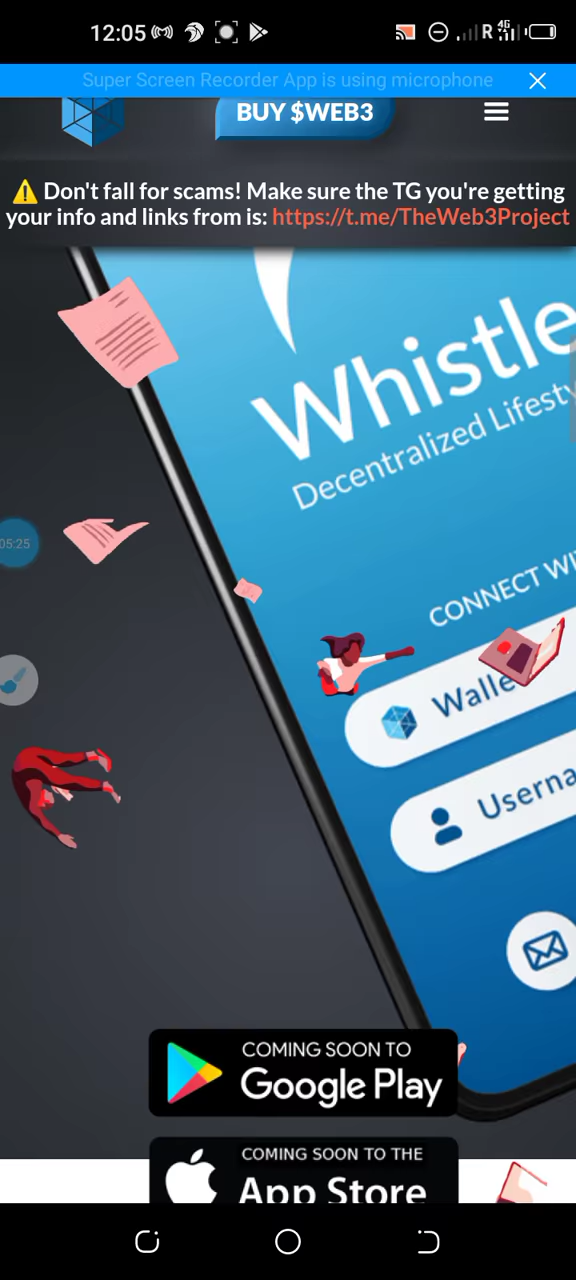 12:05
R 4G
Super Screen Recorder App is using microphone
BUY $WEB3
⚠️ Don't fall for scams! Make sure the TG you're getting
your info and links from is: https://t.me/TheWeb3Project
Whistle
Decentralized Lifesty
CONNECT WI
05:25
Walle
Userna
COMING SOON TO
Google Play
COMING SOON TO THE
App Store